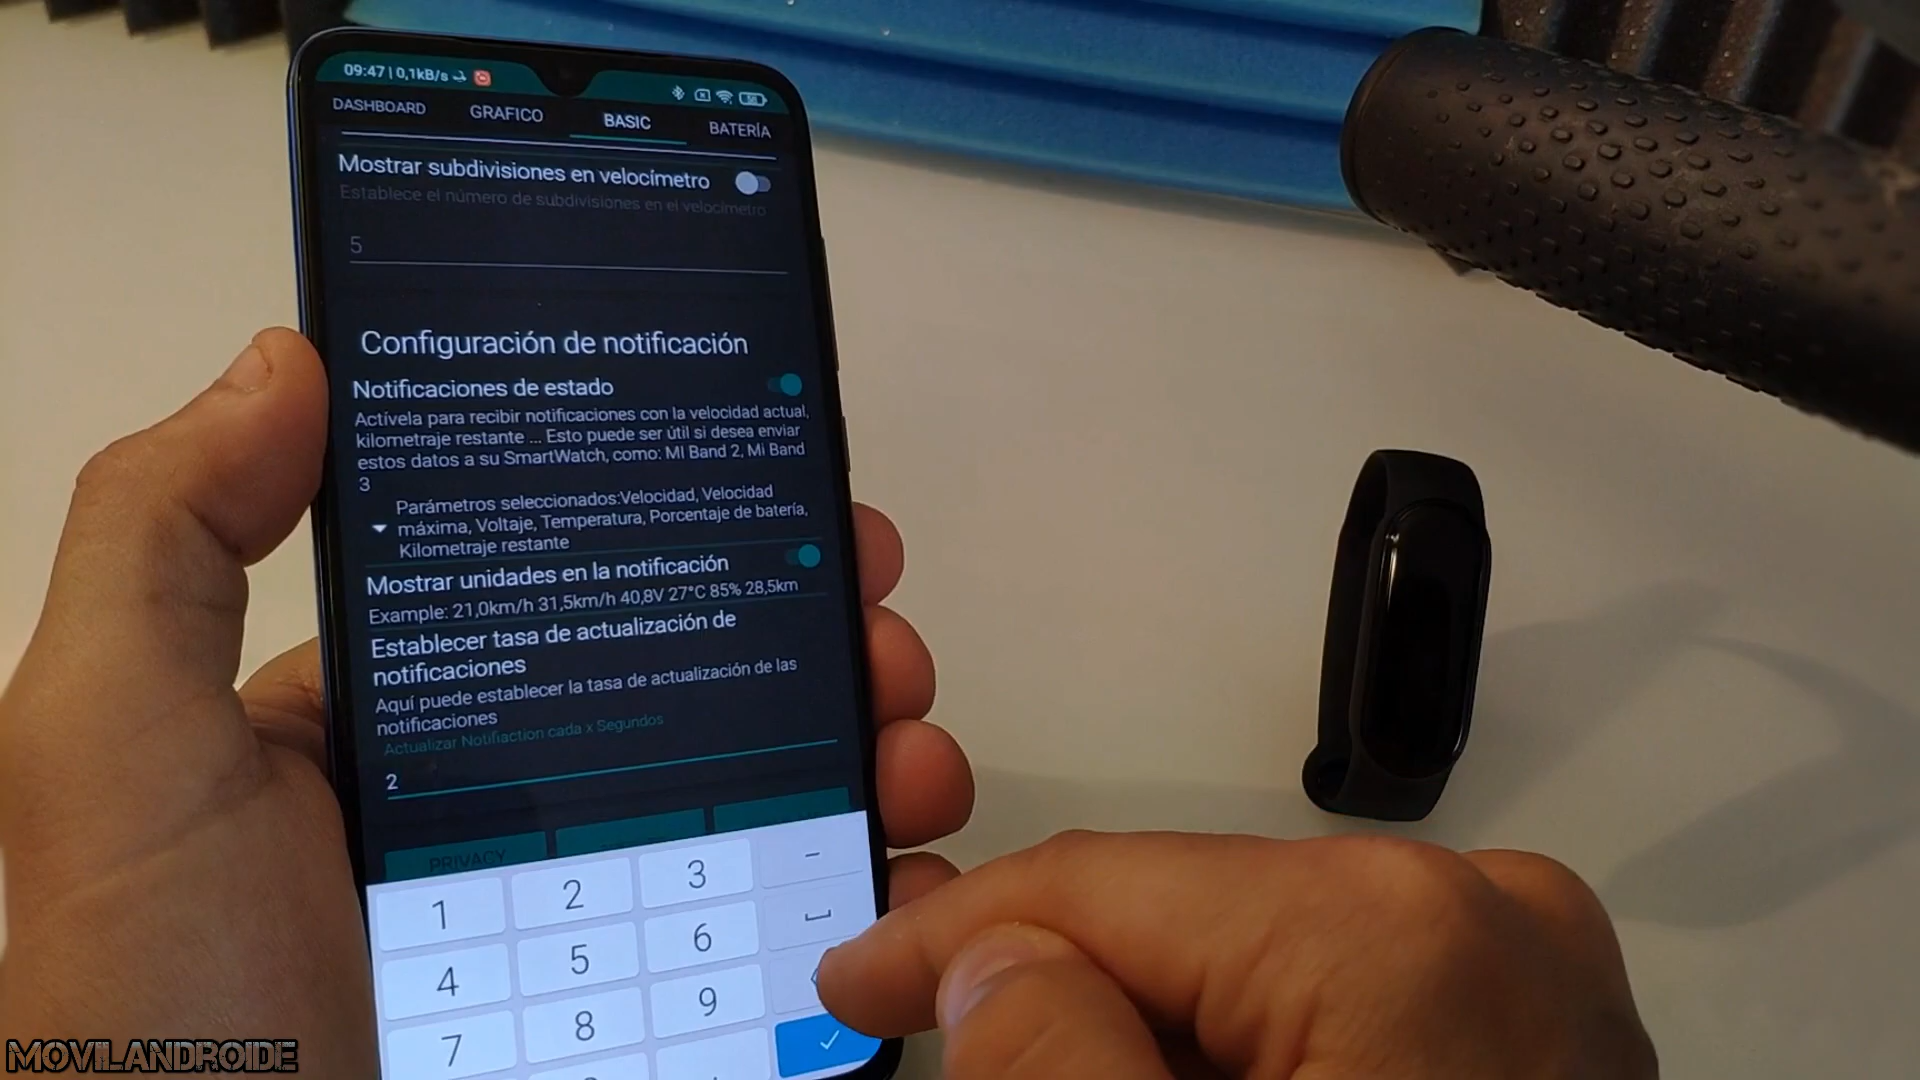 09:47 | 0,1kB/s
DASHBOARD GRAFICO BASIC BATERÍA
Mostrar subdivisiones en velocímetro
Establece el número de subdivisiones en el velocímetro
5
Configuración de notificación
Notificaciones de estado
Actívela para recibir notificaciones con la velocidad actual,
kilometraje restante ... Esto puede ser útil si desea enviar
estos datos a su SmartWatch, como: MI Band 2, Mi Band
3
Parámetros seleccionados:Velocidad, Velocidad
máxima, Voltaje, Temperatura, Porcentaje de batería,
Kilometraje restante
Mostrar unidades en la notificación
Example: 21,0km/h 31,5km/h 40,8V 27°C 85% 28,5km
Establecer tasa de actualización de
notificaciones
Aquí puede establecer la tasa de actualización de las
notificaciones
Actualizar Notifiaction cada x Segundos
2
PRIVACY
1 2 3 –
4 5 6
7 8 9
MOVILANDROIDE